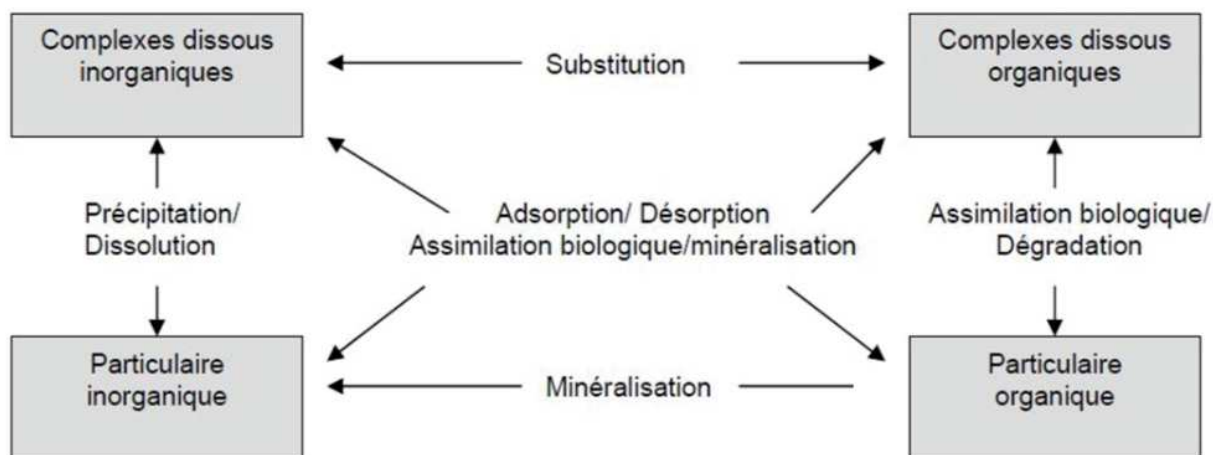 Complexes dissous
inorganiques
Substitution
Complexes dissous
organiques
Précipitation/
Dissolution
Adsorption/ Désorption
Assimilation biologique/minéralisation
Assimilation biologique/
Dégradation
Particulaire
inorganique
Minéralisation
Particulaire
organique